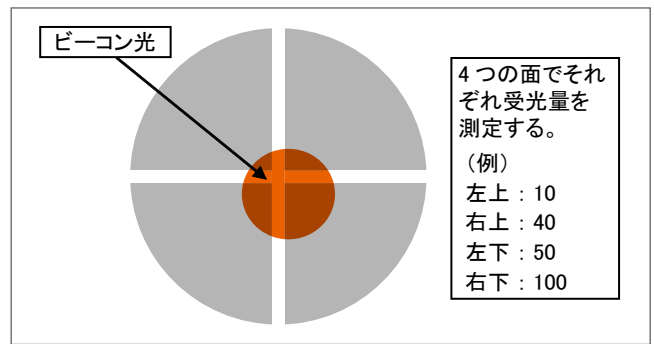 ビーコン光
4 つの面でそれ
ぞれ受光量を
測定する。
（例）
左上：10
右上：40
左下：50
右下：100